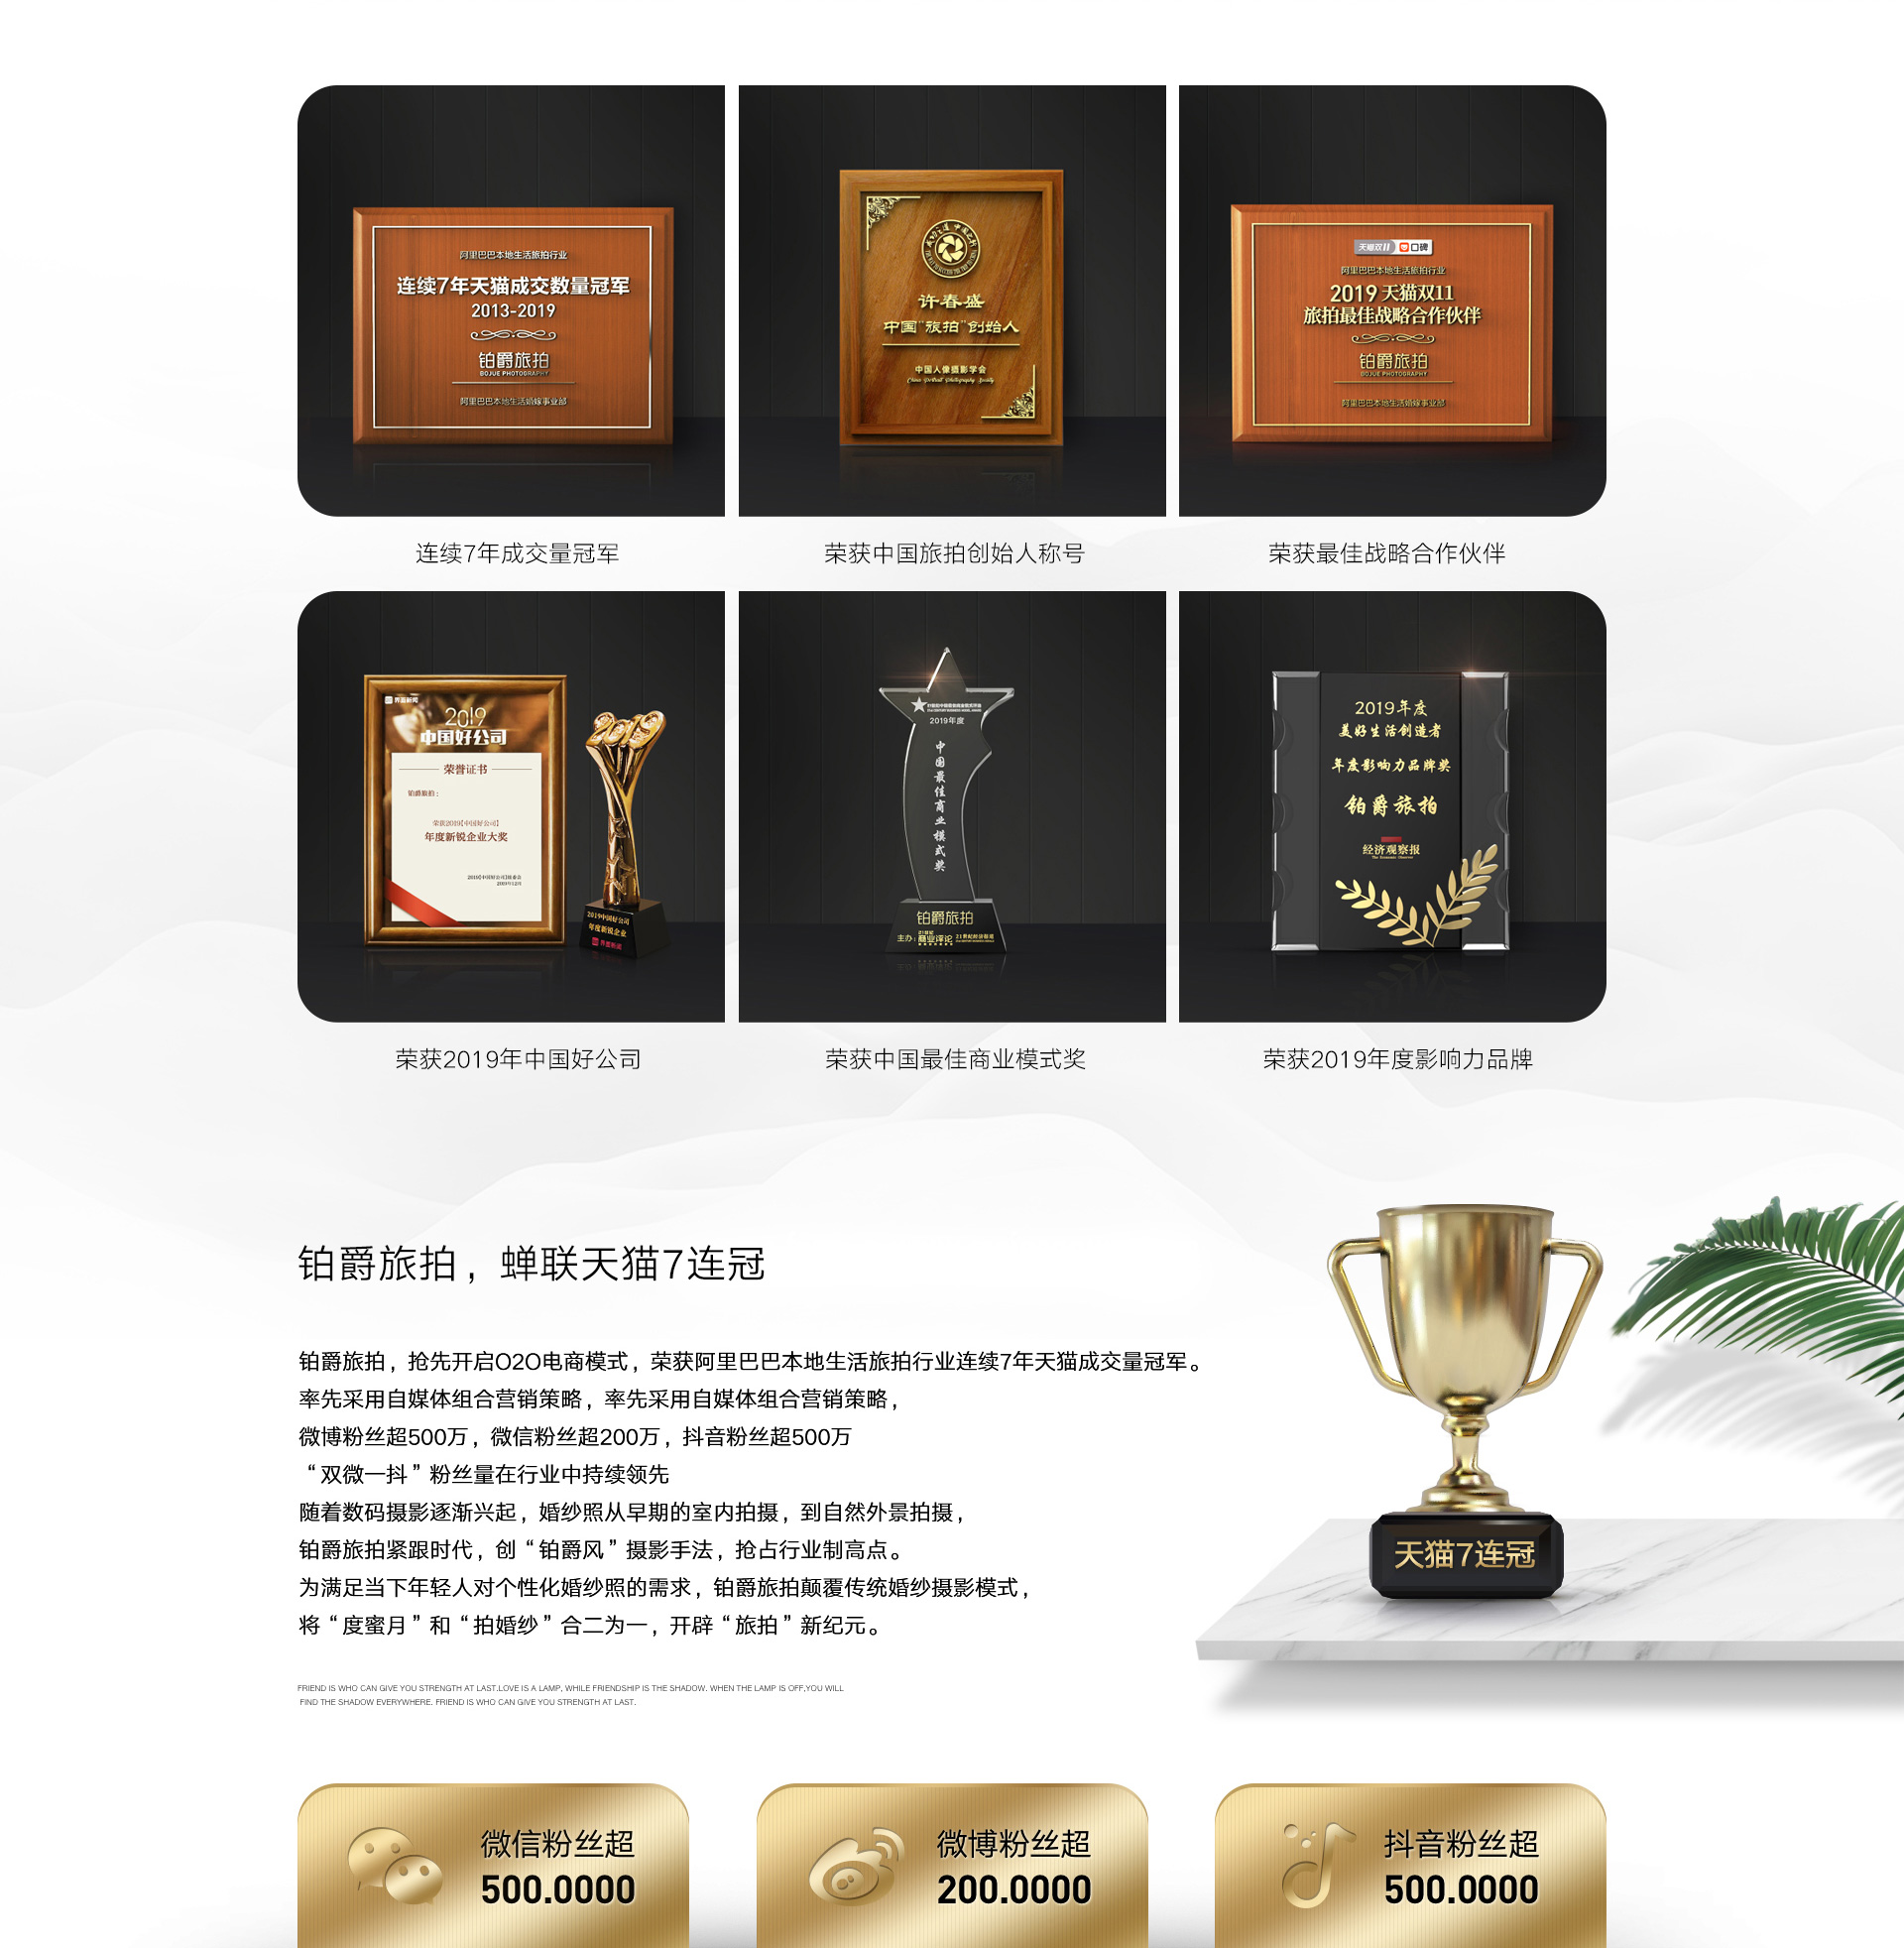 阿里巴巴本地生活旅拍行业
连续7年天猫成交数量冠军
2013-2019
铂爵旅拍
BOJUE PHOTOGRAPHY
阿里巴巴本地生活婚嫁事业部
许春盛
中国"旅拍"创始人
中国人像摄影学会
China Portrait Photography Society
天猫双11 口碑
阿里巴巴本地生活旅拍行业
2019 天猫双11
旅拍最佳战略合作伙伴
铂爵旅拍
BOJUE PHOTOGRAPHY
阿里巴巴本地生活婚嫁事业部
连续7年成交量冠军
荣获中国旅拍创始人称号
荣获最佳战略合作伙伴
界面新闻
2019
中国好公司
荣誉证书
铂爵旅拍：
荣获2019【中国好公司】
年度新锐企业大奖
2019中国好公司
年度新锐企业
界面新闻
2019年度
中国最佳商业模式奖
铂爵旅拍
主办：商业评论
2019年度
美好生活创造者
年度影响力品牌奖
铂爵旅拍
经济观察报
The Economic Observer
荣获2019年中国好公司
荣获中国最佳商业模式奖
荣获2019年度影响力品牌
铂爵旅拍，蝉联天猫7连冠
铂爵旅拍，抢先开启O2O电商模式，荣获阿里巴巴本地生活旅拍行业连续7年天猫成交量冠军。
率先采用自媒体组合营销策略，率先采用自媒体组合营销策略，
微博粉丝超500万，微信粉丝超200万，抖音粉丝超500万
“双微一抖”粉丝量在行业中持续领先
随着数码摄影逐渐兴起，婚纱照从早期的室内拍摄，到自然外景拍摄，
铂爵旅拍紧跟时代，创“铂爵风”摄影手法，抢占行业制高点。
为满足当下年轻人对个性化婚纱照的需求，铂爵旅拍颠覆传统婚纱摄影模式，
将“度蜜月”和“拍婚纱”合二为一，开辟“旅拍”新纪元。
天猫7连冠
FRIEND IS WHO CAN GIVE YOU STRENGTH AT LAST.LOVE IS A LAMP, WHILE FRIENDSHIP IS THE SHADOW. WHEN THE LAMP IS OFF,YOU WILL
FIND THE SHADOW EVERYWHERE. FRIEND IS WHO CAN GIVE YOU STRENGTH AT LAST.
微信粉丝超
500.0000
微博粉丝超
200.0000
抖音粉丝超
500.0000